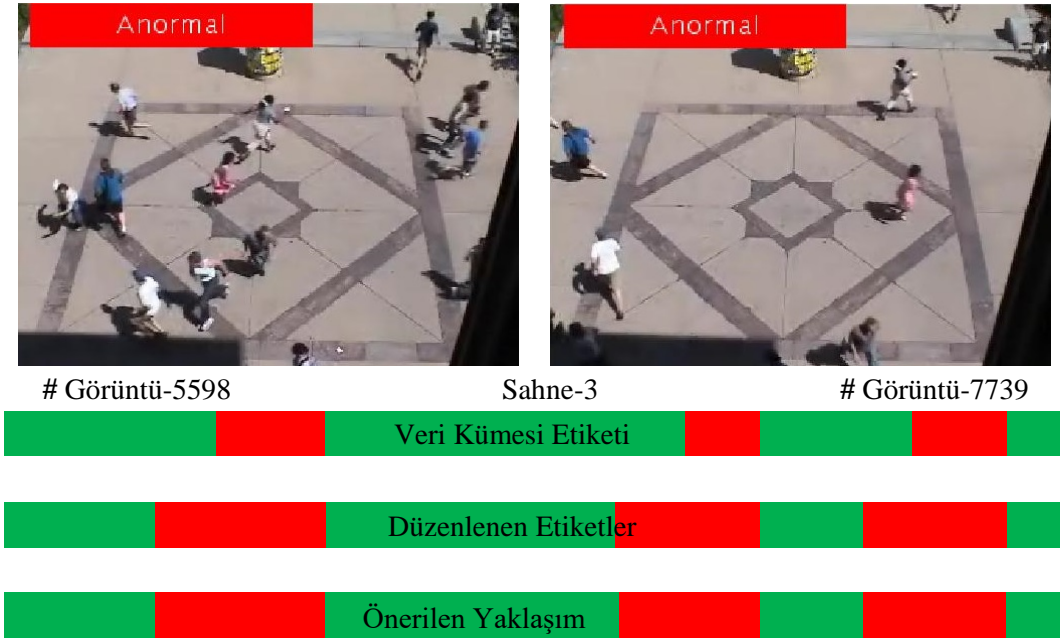 Anormal
Anormal
# Görüntü-5598 Sahne-3 # Görüntü-7739
Veri Kümesi Etiketi
Düzenlenen Etiketler
Önerilen Yaklaşım